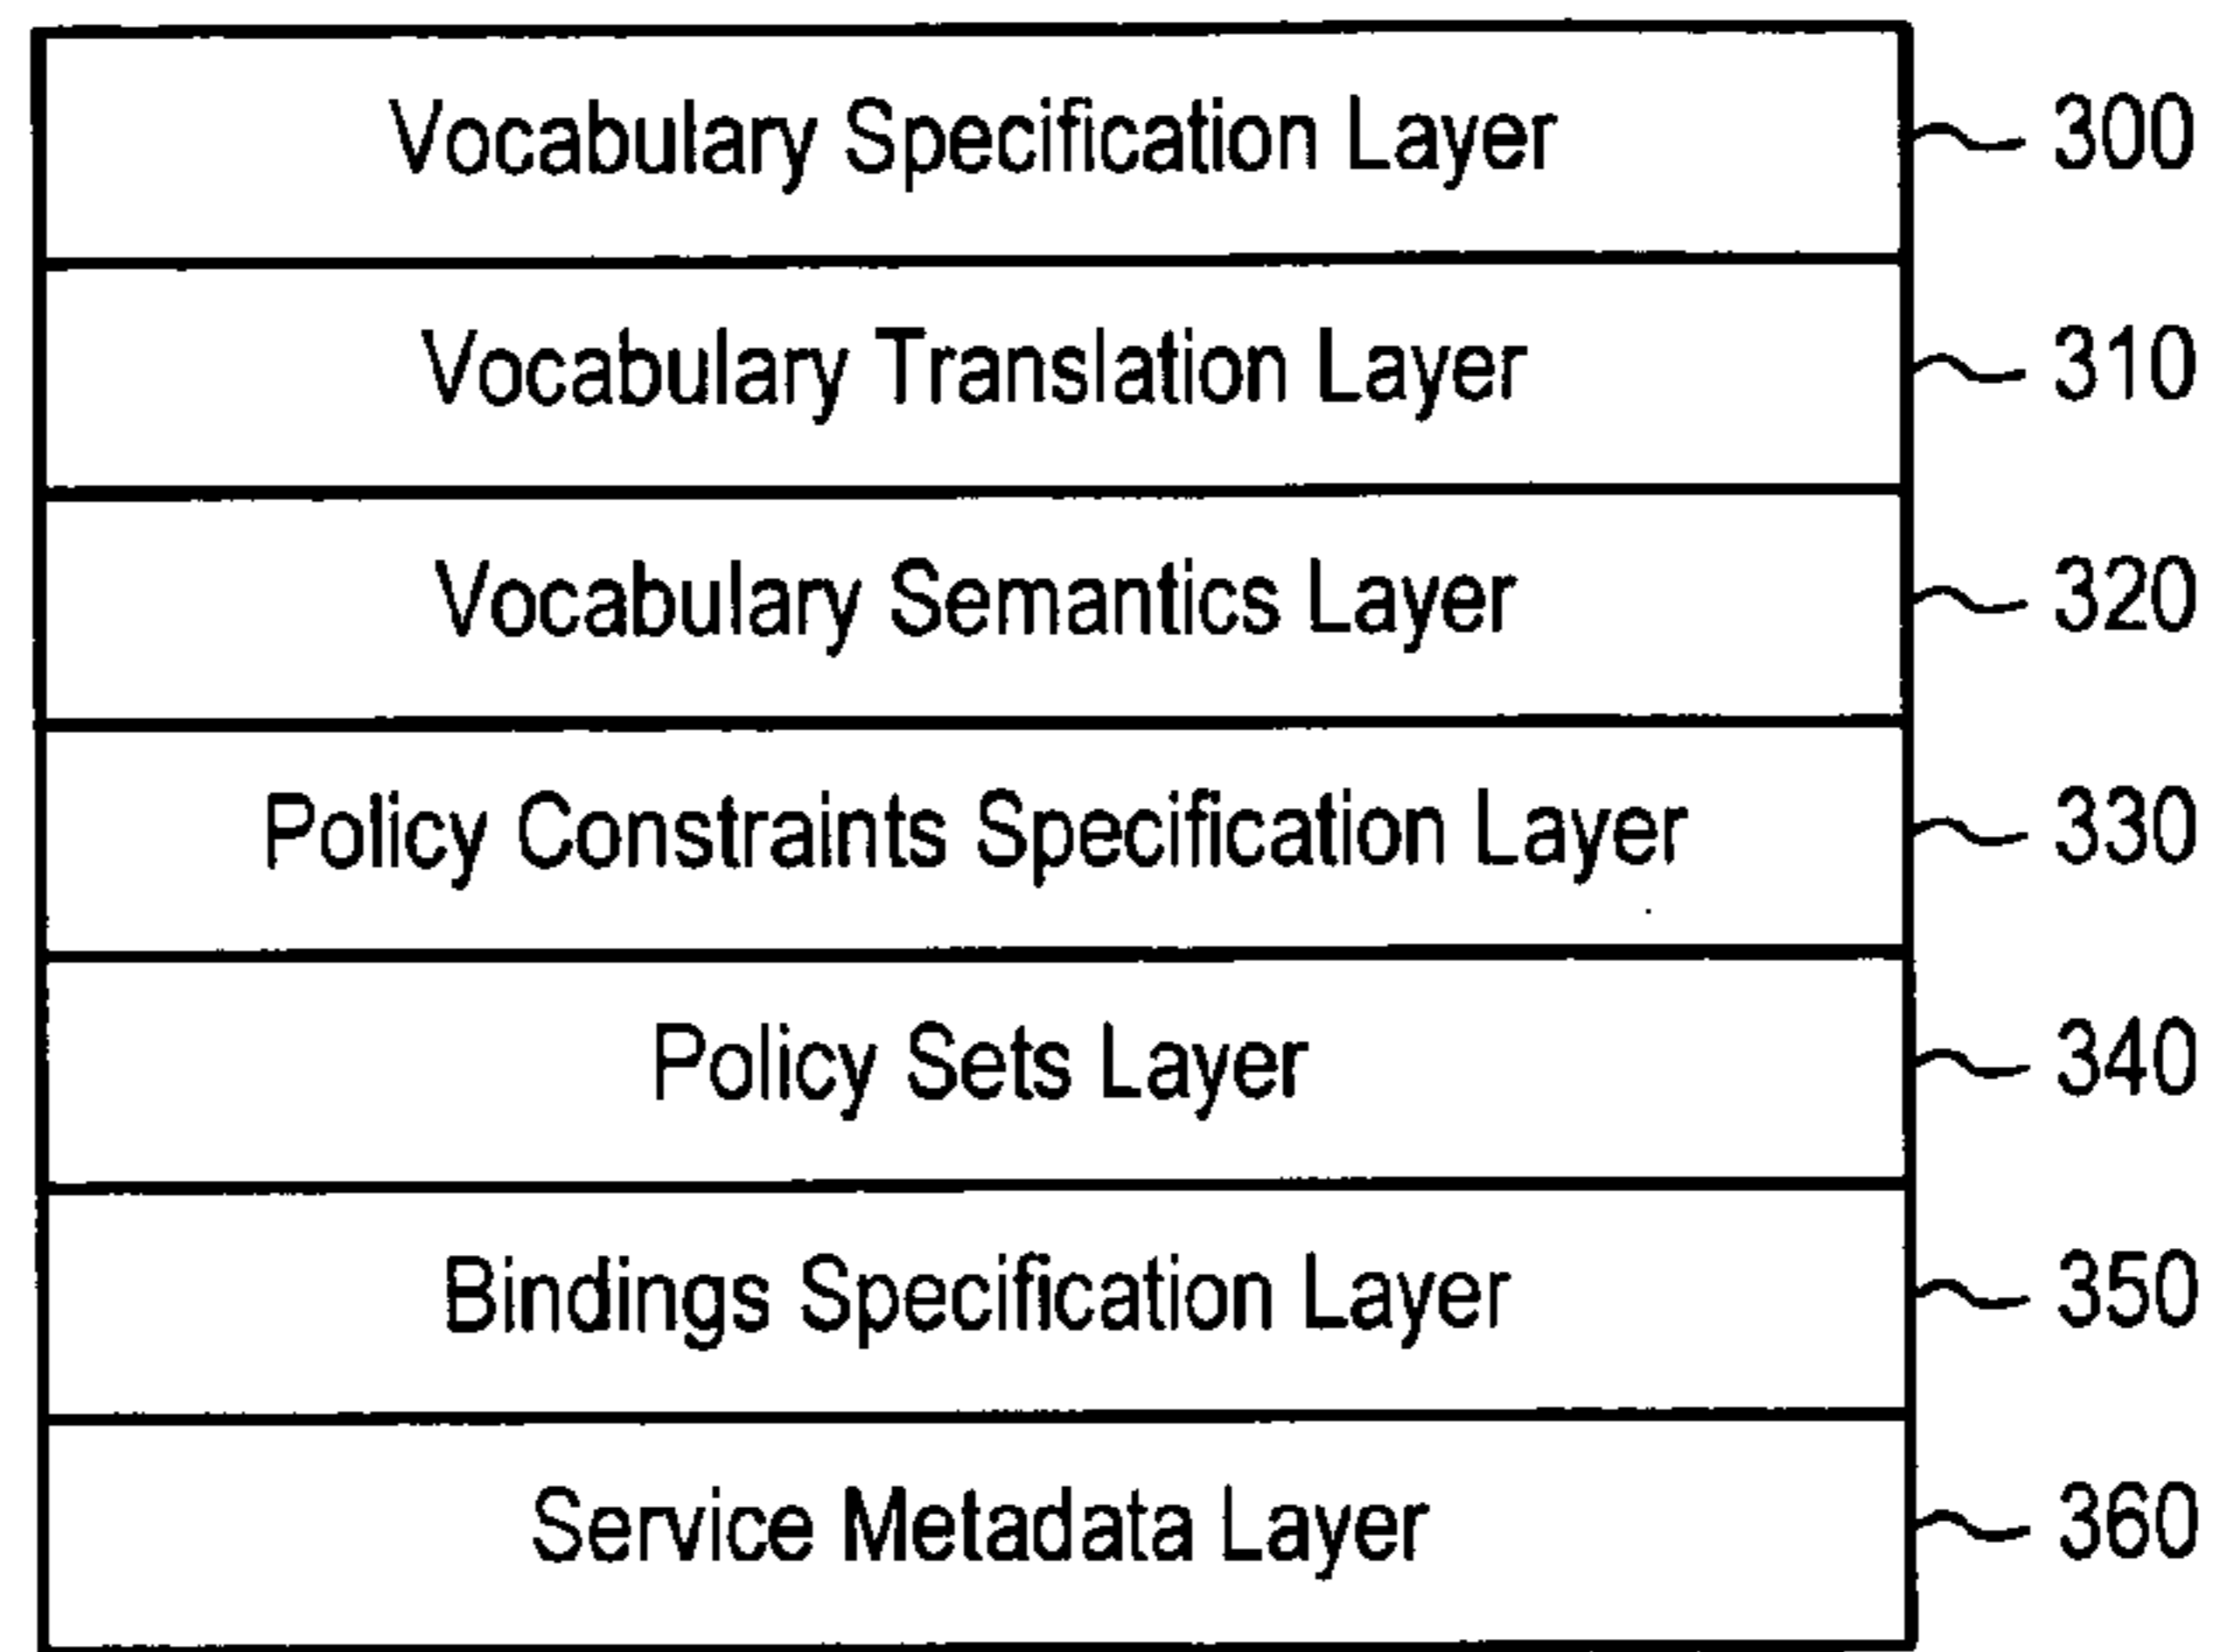 Vocabulary Specification Layer 300
Vocabulary Translation Layer 310
Vocabulary Semantics Layer 320
Policy Constraints Specification Layer 330
Policy Sets Layer 340
Bindings Specification Layer 350
Service Metadata Layer 360